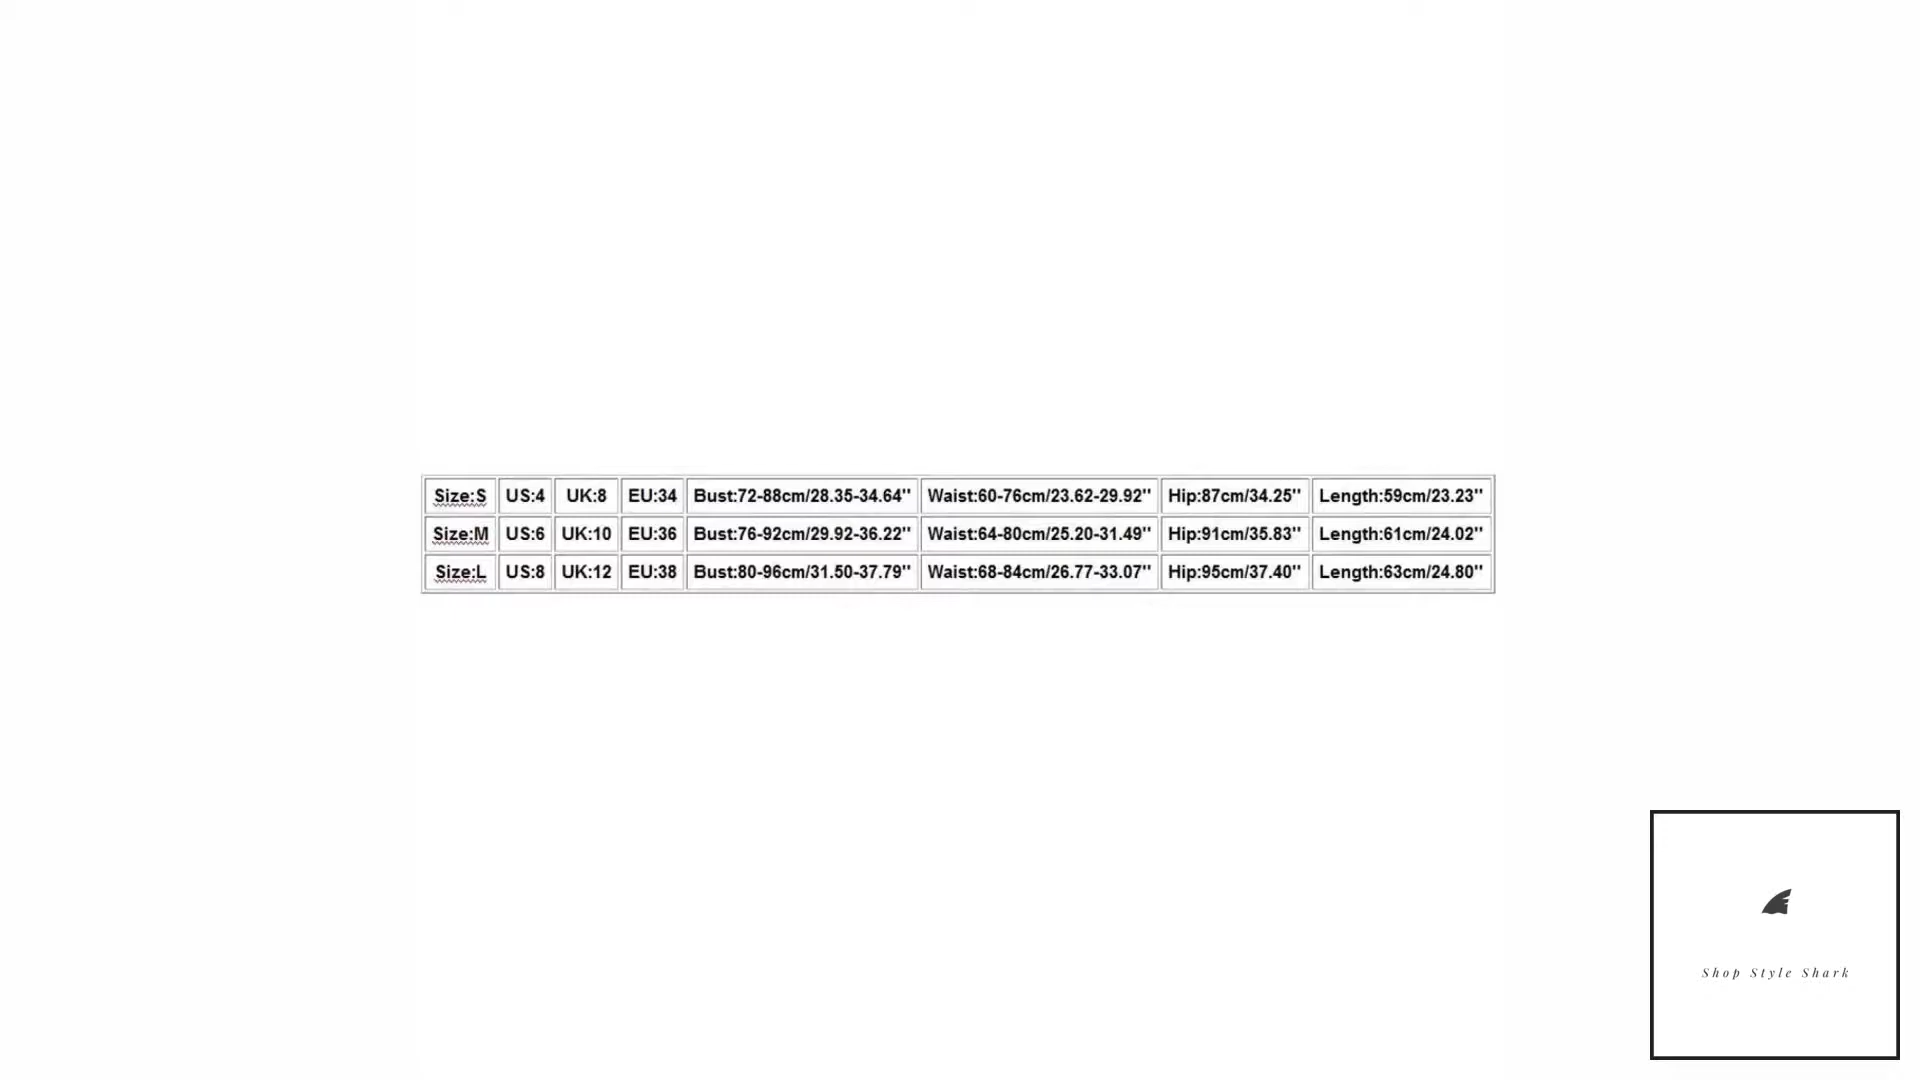 Size:S US:4 UK:8 EU:34 Bust:72-88cm/28.35-34.64'' Waist:60-76cm/23.62-29.92'' Hip:87cm/34.25'' Length:59cm/23.23''
Size:M US:6 UK:10 EU:36 Bust:76-92cm/29.92-36.22'' Waist:64-80cm/25.20-31.49'' Hip:91cm/35.83'' Length:61cm/24.02''
Size:L US:8 UK:12 EU:38 Bust:80-96cm/31.50-37.79'' Waist:68-84cm/26.77-33.07'' Hip:95cm/37.40'' Length:63cm/24.80''
Shop Style Shark